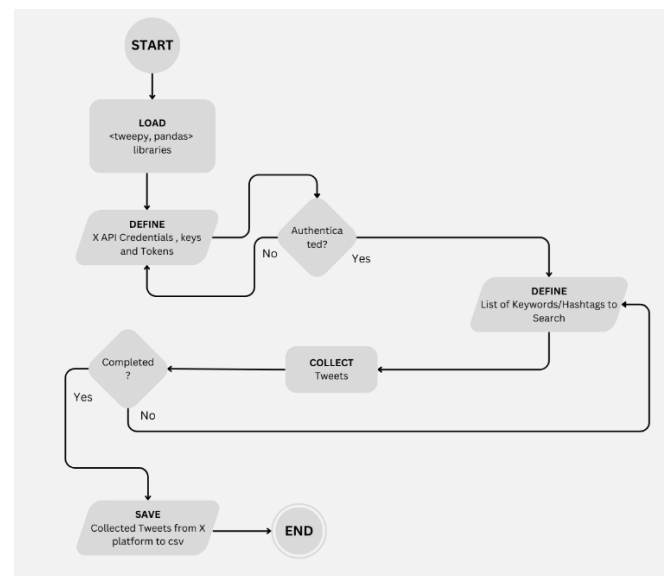 START
LOAD
<tweepy, pandas>
libraries
DEFINE
X API Credentials , keys
and Tokens
Authentica
ted?
No
Yes
DEFINE
List of Keywords/Hashtags to
Search
COLLECT
Tweets
Completed
?
Yes
No
SAVE
Collected Tweets from X
platform to csv
END